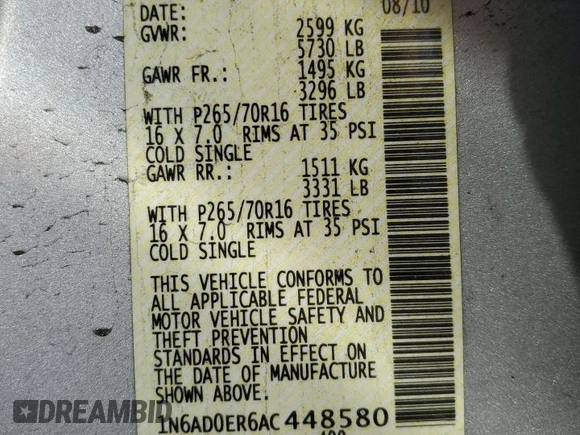 DATE: 08/10
GVWR: 2599 KG
5730 LB
GAWR FR.: 1495 KG
3296 LB
WITH P265/70R16 TIRES
16 X 7.0 RIMS AT 35 PSI
COLD SINGLE
GAWR RR.: 1511 KG
3331 LB
WITH P265/70R16 TIRES
16 X 7.0 RIMS AT 35 PSI
COLD SINGLE
THIS VEHICLE CONFORMS TO
ALL APPLICABLE FEDERAL
MOTOR VEHICLE SAFETY AND
THEFT PREVENTION
STANDARDS IN EFFECT ON
THE DATE OF MANUFACTURE
SHOWN ABOVE.
1N6AD0ER6AC448580
DREAMBID